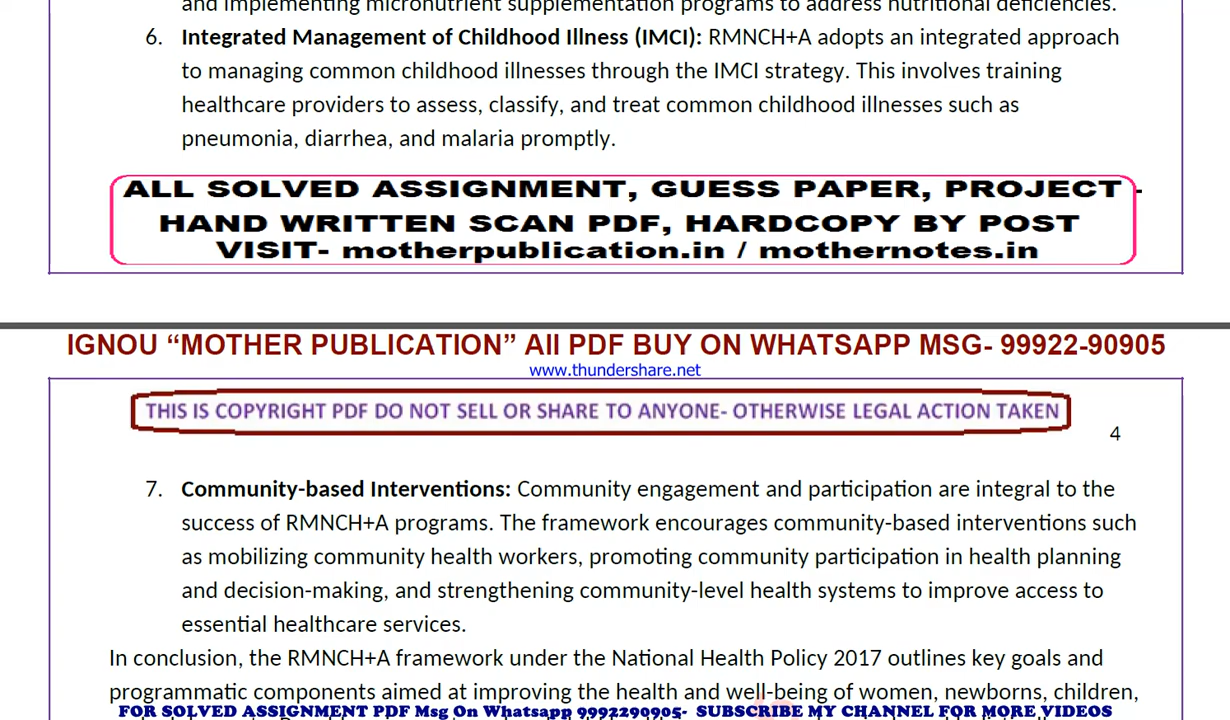 and implementing micronutrient supplementation programs to address nutritional deficiencies.
6. Integrated Management of Childhood Illness (IMCI): RMNCH+A adopts an integrated approach
to managing common childhood illnesses through the IMCI strategy. This involves training
healthcare providers to assess, classify, and treat common childhood illnesses such as
pneumonia, diarrhea, and malaria promptly.
ALL SOLVED ASSIGNMENT, GUESS PAPER, PROJECT -
HAND WRITTEN SCAN PDF, HARDCOPY BY POST
VISIT- motherpublication.in / mothernotes.in
IGNOU “MOTHER PUBLICATION” All PDF BUY ON WHATSAPP MSG- 99922-90905
www.thundershare.net
THIS IS COPYRIGHT PDF DO NOT SELL OR SHARE TO ANYONE- OTHERWISE LEGAL ACTION TAKEN
4
7. Community-based Interventions: Community engagement and participation are integral to the
success of RMNCH+A programs. The framework encourages community-based interventions such
as mobilizing community health workers, promoting community participation in health planning
and decision-making, and strengthening community-level health systems to improve access to
essential healthcare services.
In conclusion, the RMNCH+A framework under the National Health Policy 2017 outlines key goals and
programmatic components aimed at improving the health and well-being of women, newborns, children,
FOR SOLVED ASSIGNMENT PDF Msg On Whatsapp 9992290905- SUBSCRIBE MY CHANNEL FOR MORE VIDEOS